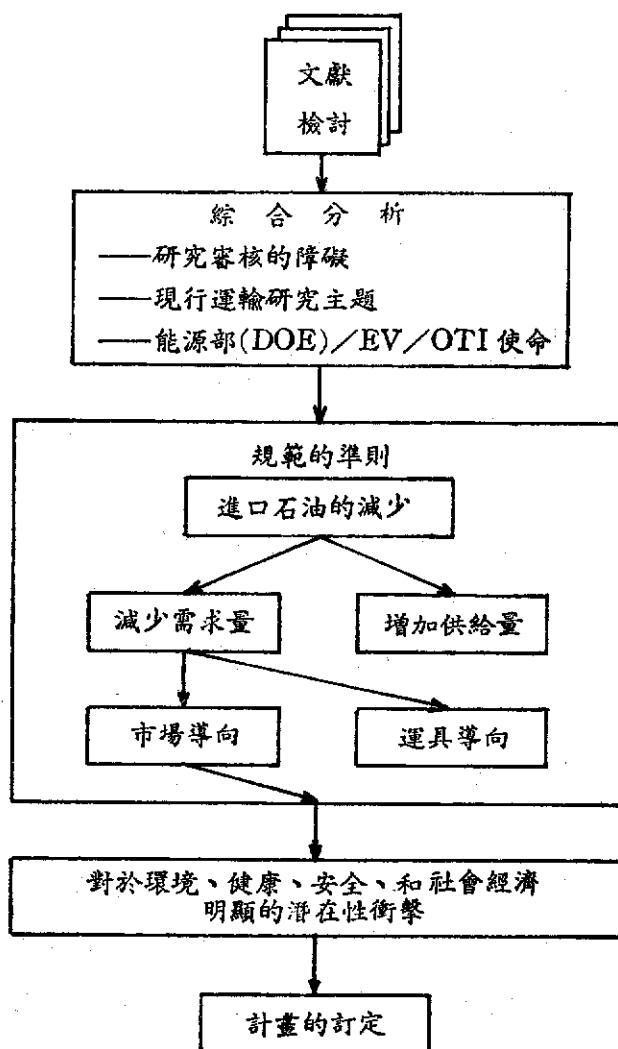 文獻
檢討
綜合分析
——研究審核的障礙
——現行運輸研究主題
——能源部(DOE)／EV／OTI 使命
規範的準則
進口石油的減少
減少需求量
增加供給量
市場導向
運具導向
對於環境、健康、安全、和社會經濟
明顯的潛在性衝擊
計畫的訂定